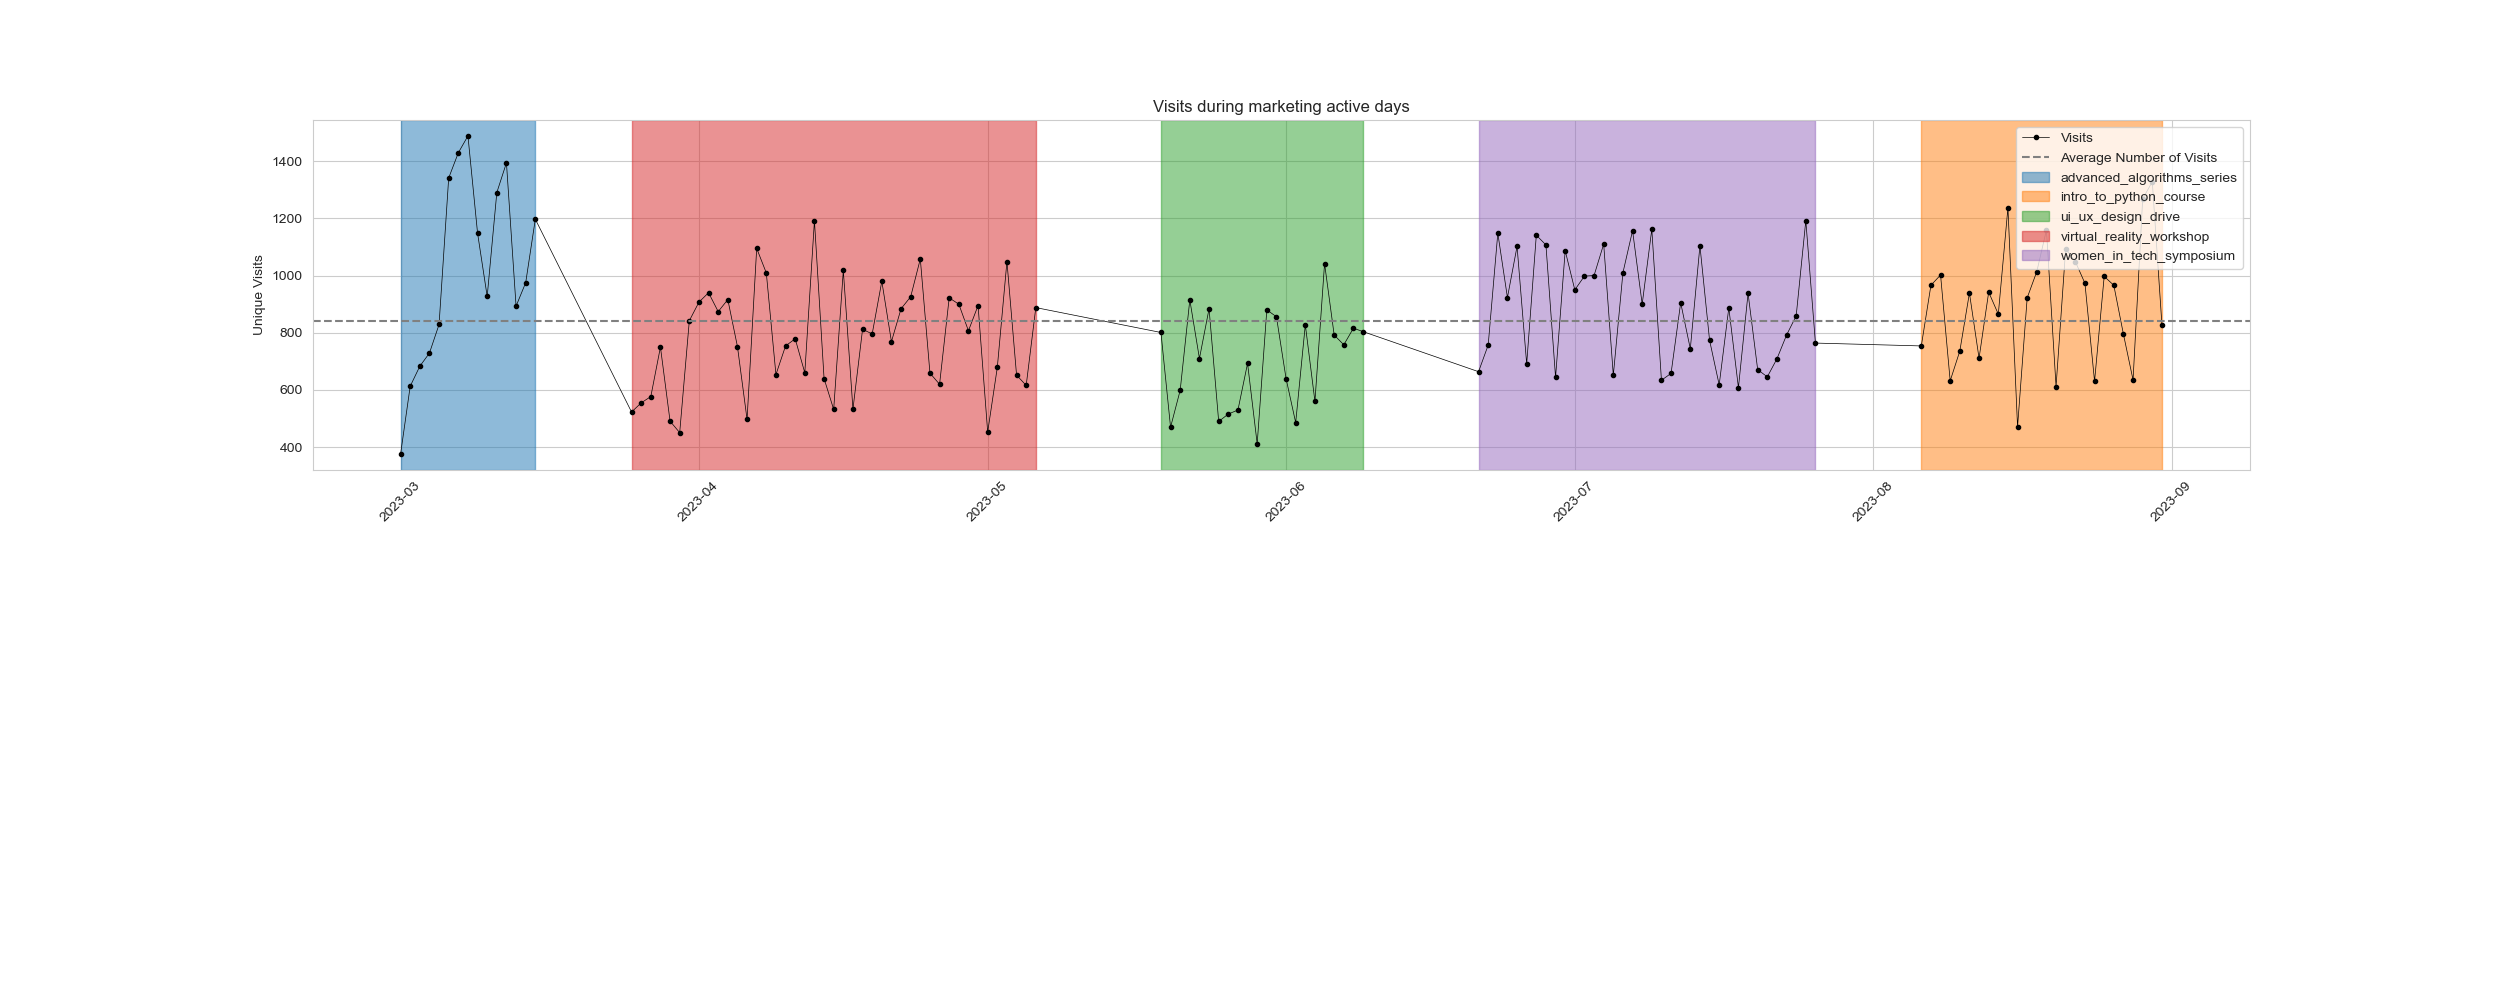 Visits during marketing active days
Unique Visits
1400
1200
1000
800
600
400
Visits
Average Number of Visits
advanced_algorithms_series
intro_to_python_course
ui_ux_design_drive
virtual_reality_workshop
women_in_tech_symposium
2023-03
2023-04
2023-05
2023-06
2023-07
2023-08
2023-09